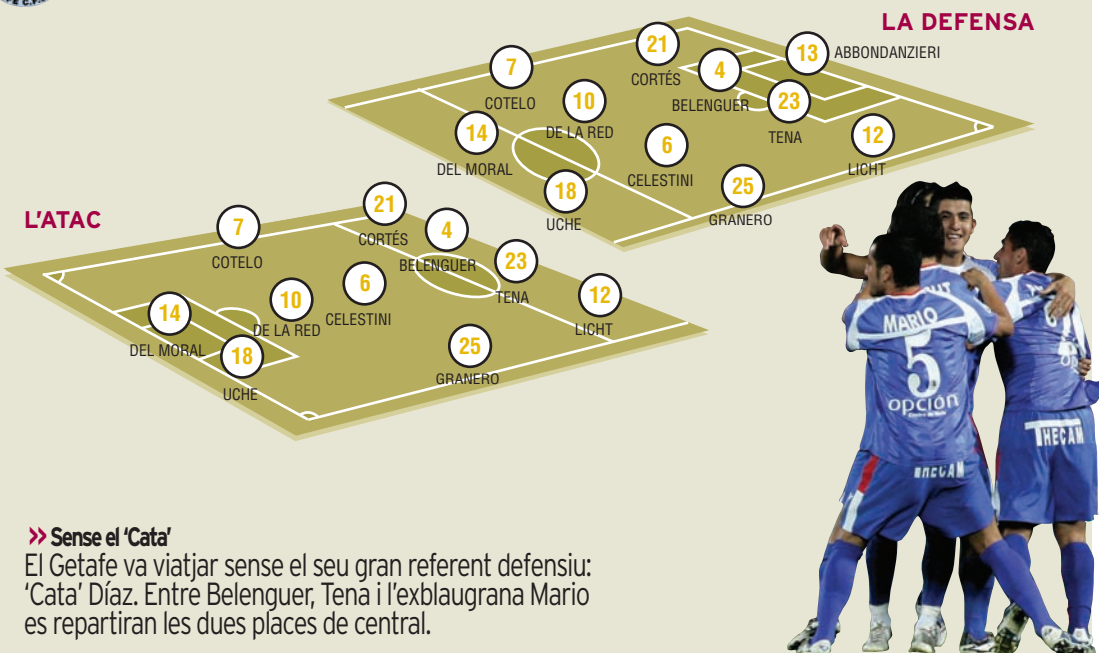 LA DEFENSA
13
ABBONDANZIERI
21
CORTÉS
4
BELENGUER
23
TENA
12
LICHT
7
COTELO
10
DE LA RED
6
CELESTINI
25
GRANERO
14
DEL MORAL
18
UCHE
L'ATAC
7
COTELO
21
CORTÉS
4
BELENGUER
23
TENA
12
LICHT
10
DE LA RED
6
CELESTINI
25
GRANERO
14
DEL MORAL
18
UCHE
MARIO
5
opción
THECAM
THECAM
>> Sense el 'Cata'
El Getafe va viatjar sense el seu gran referent defensiu:
'Cata' Díaz. Entre Belenguer, Tena i l'exblaugrana Mario
es repartiran les dues places de central.